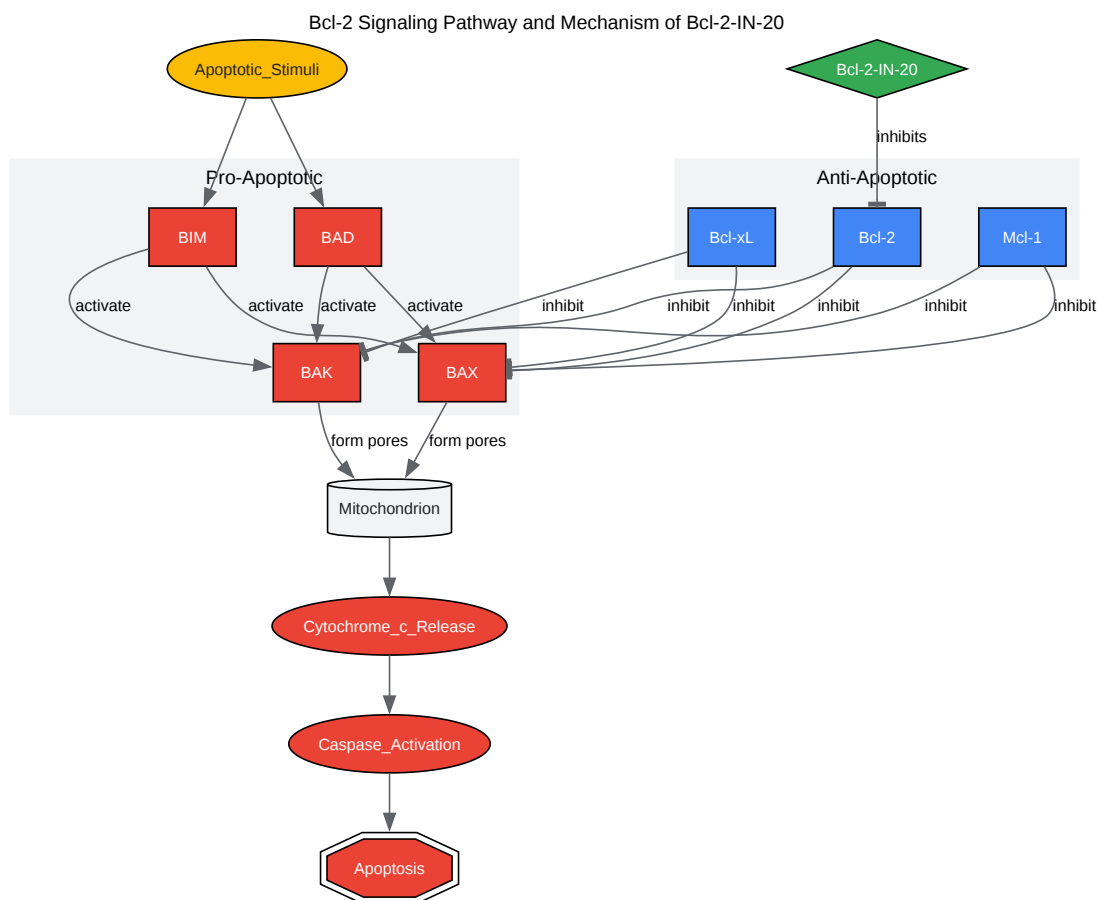 Bcl-2 Signaling Pathway and Mechanism of Bcl-2-IN-20
Apoptotic_Stimuli
Bcl-2-IN-20
inhibits
Pro-Apoptotic
Anti-Apoptotic
BIM
BAD
Bcl-xL
Bcl-2
Mcl-1
activate
activate
activate
activate
inhibit
inhibit
inhibit
inhibit
inhibit
inhibit
BAK
BAX
form pores
form pores
Mitochondrion
Cytochrome_c_Release
Caspase_Activation
Apoptosis